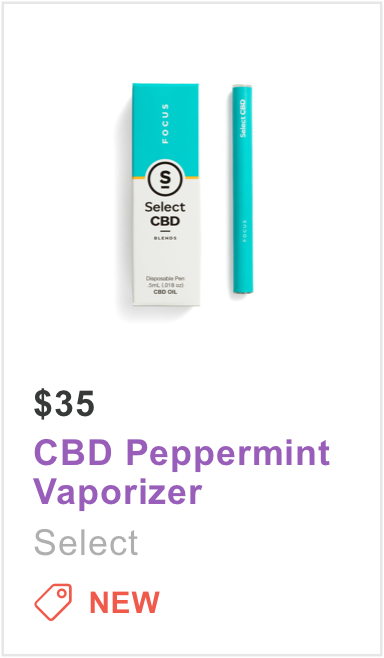 FOCUS
S
Select
CBD
BLENDS
Disposable Pen
.5mL (.018 oz)
CBD OIL
Select CBD
FOCUS
$35
CBD Peppermint
Vaporizer
Select
NEW